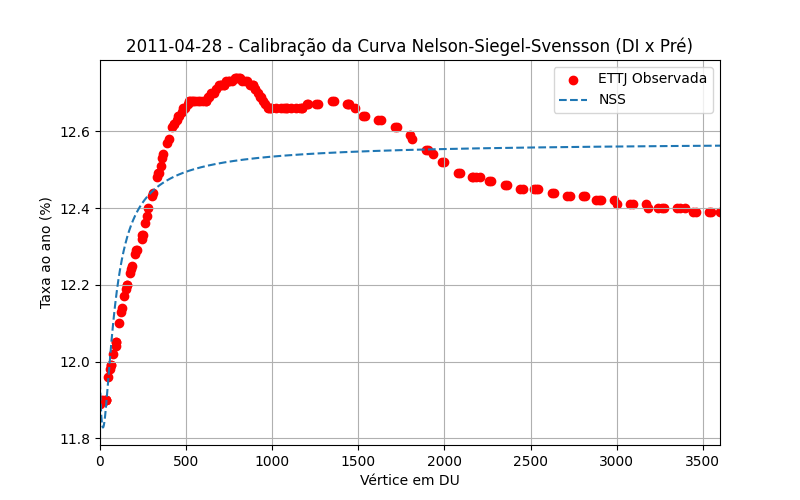 2011-04-28 - Calibração da Curva Nelson-Siegel-Svensson (DI x Pré)
ETTJ Observada
NSS
Taxa ao ano (%)
12.6
12.4
12.2
12.0
11.8
0 500 1000 1500 2000 2500 3000 3500
Vértice em DU